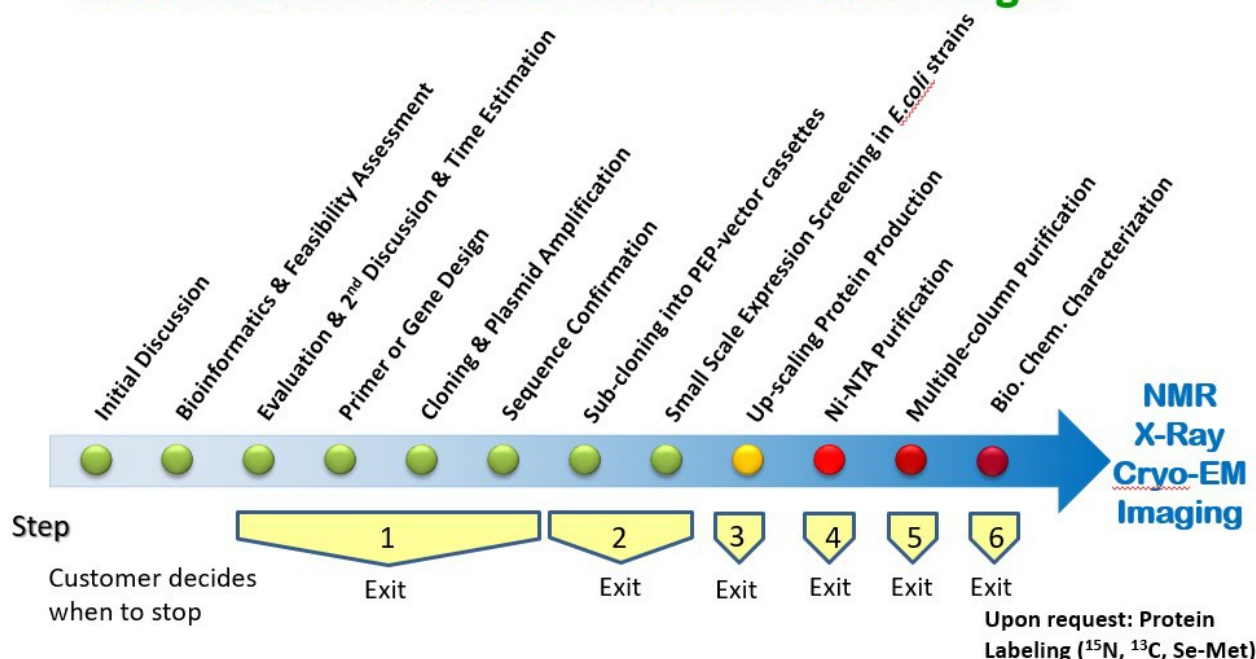 Initial Discussion
Bioinformatics & Feasibility Assessment
Evaluation & 2nd Discussion & Time Estimation
Primer or Gene Design
Cloning & Plasmid Amplification
Sequence Confirmation
Sub-cloning into PEP-vector cassettes
Small Scale Expression Screening in E.coli strains
Up-scaling Protein Production
Ni-NTA Purification
Multiple-column Purification
Bio. Chem. Characterization
NMR
X-Ray
Cryo-EM
Imaging
Step
1
2
3
4
5
6
Customer decides
when to stop
Exit
Exit
Exit
Exit
Exit
Exit
Upon request: Protein
Labeling (¹⁵N, ¹³C, Se-Met)